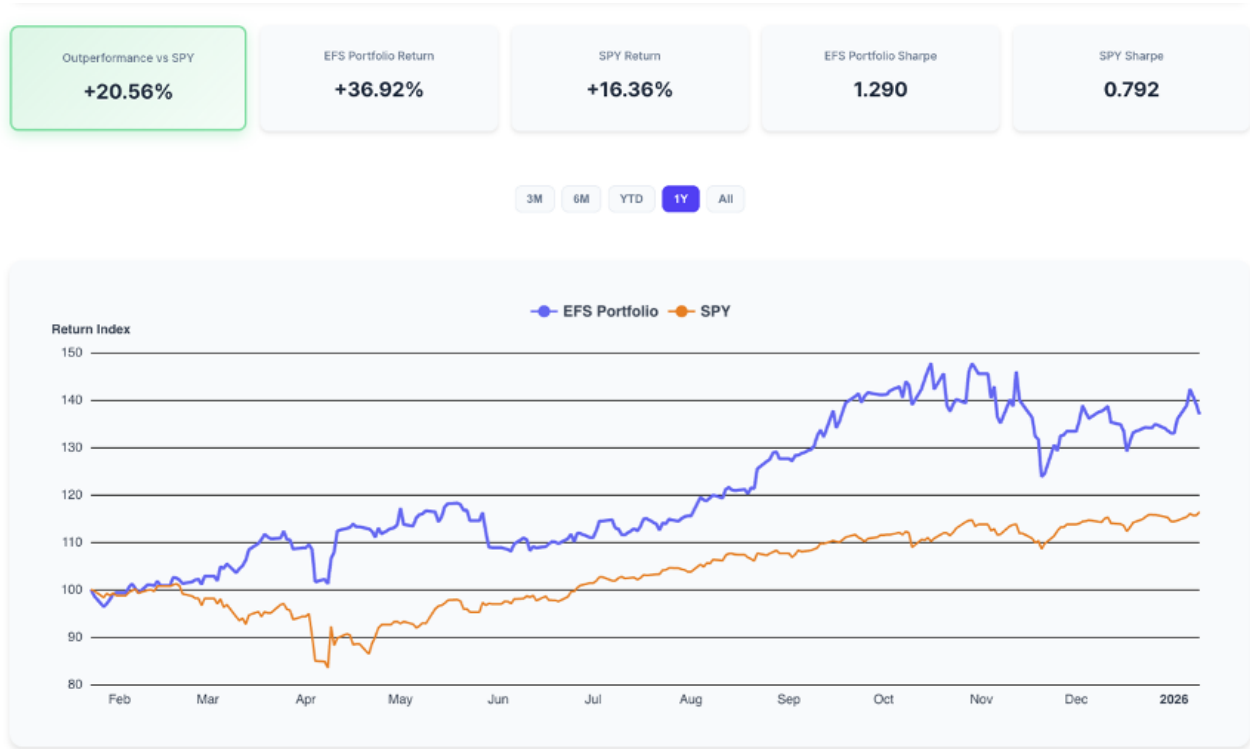 Outperformance vs SPY
+20.56%
EFS Portfolio Return
+36.92%
SPY Return
+16.36%
EFS Portfolio Sharpe
1.290
SPY Sharpe
0.792
3M 6M YTD 1Y All
EFS Portfolio SPY
Return Index
150
140
130
120
110
100
90
80
Feb Mar Apr May Jun Jul Aug Sep Oct Nov Dec 2026